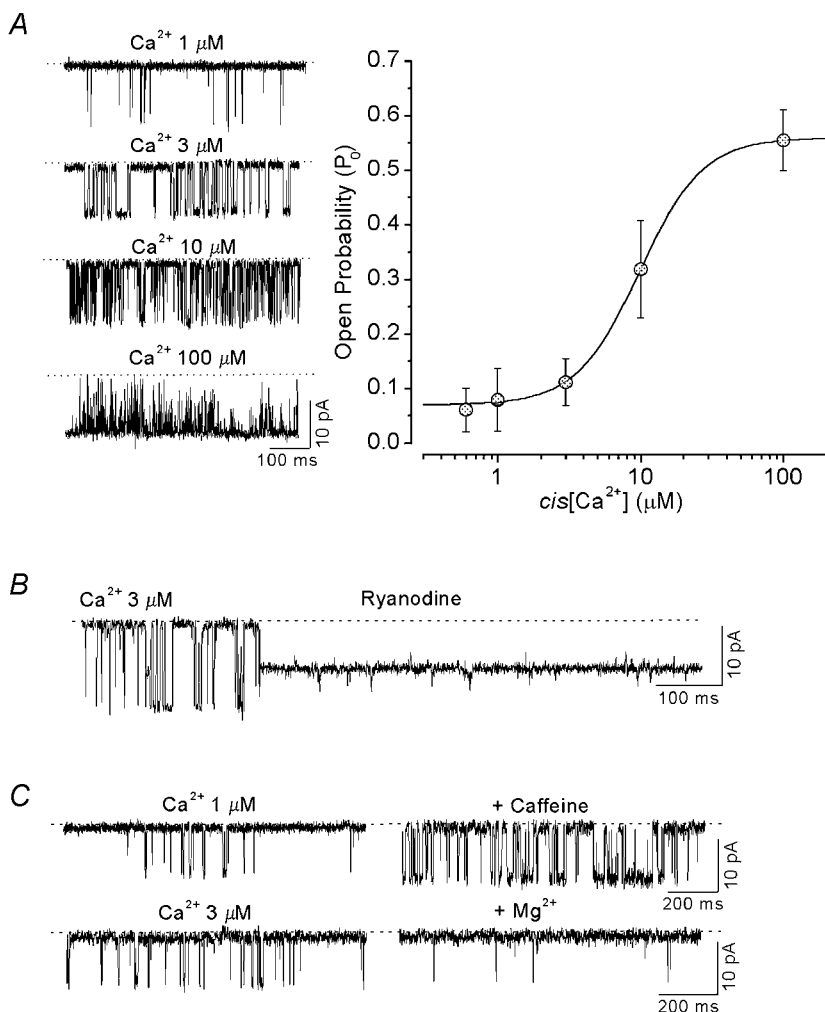 A
Ca²⁺ 1 μM
Ca²⁺ 3 μM
Ca²⁺ 10 μM
Ca²⁺ 100 μM
10 pA
100 ms
Open Probability (P₀)
0.7
0.6
0.5
0.4
0.3
0.2
0.1
0.0
1
10
100
cis[Ca²⁺] (μM)
B
Ca²⁺ 3 μM
Ryanodine
10 pA
100 ms
C
Ca²⁺ 1 μM
+ Caffeine
10 pA
200 ms
Ca²⁺ 3 μM
+ Mg²⁺
10 pA
200 ms